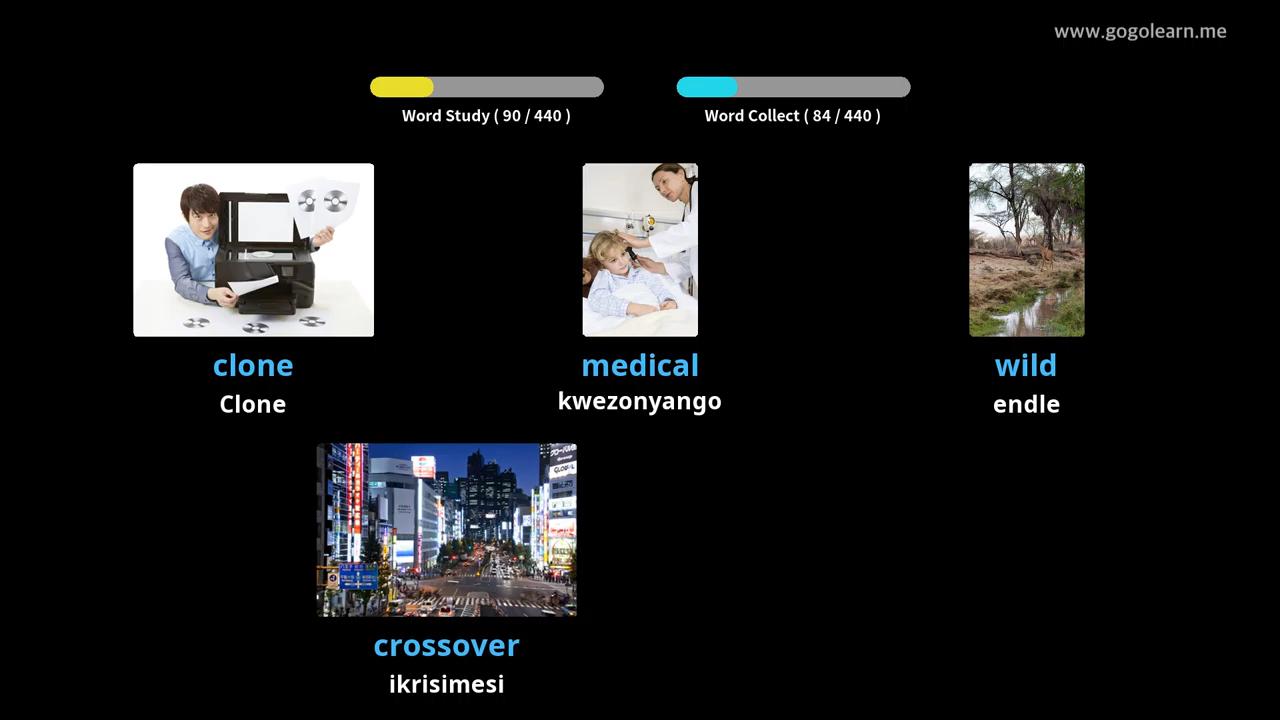 www.gogolearn.me
Word Study ( 90 / 440 )
Word Collect ( 84 / 440 )
clone
Clone
medical
kwezonyango
wild
endle
GLOBAL
crossover
ikrisimesi